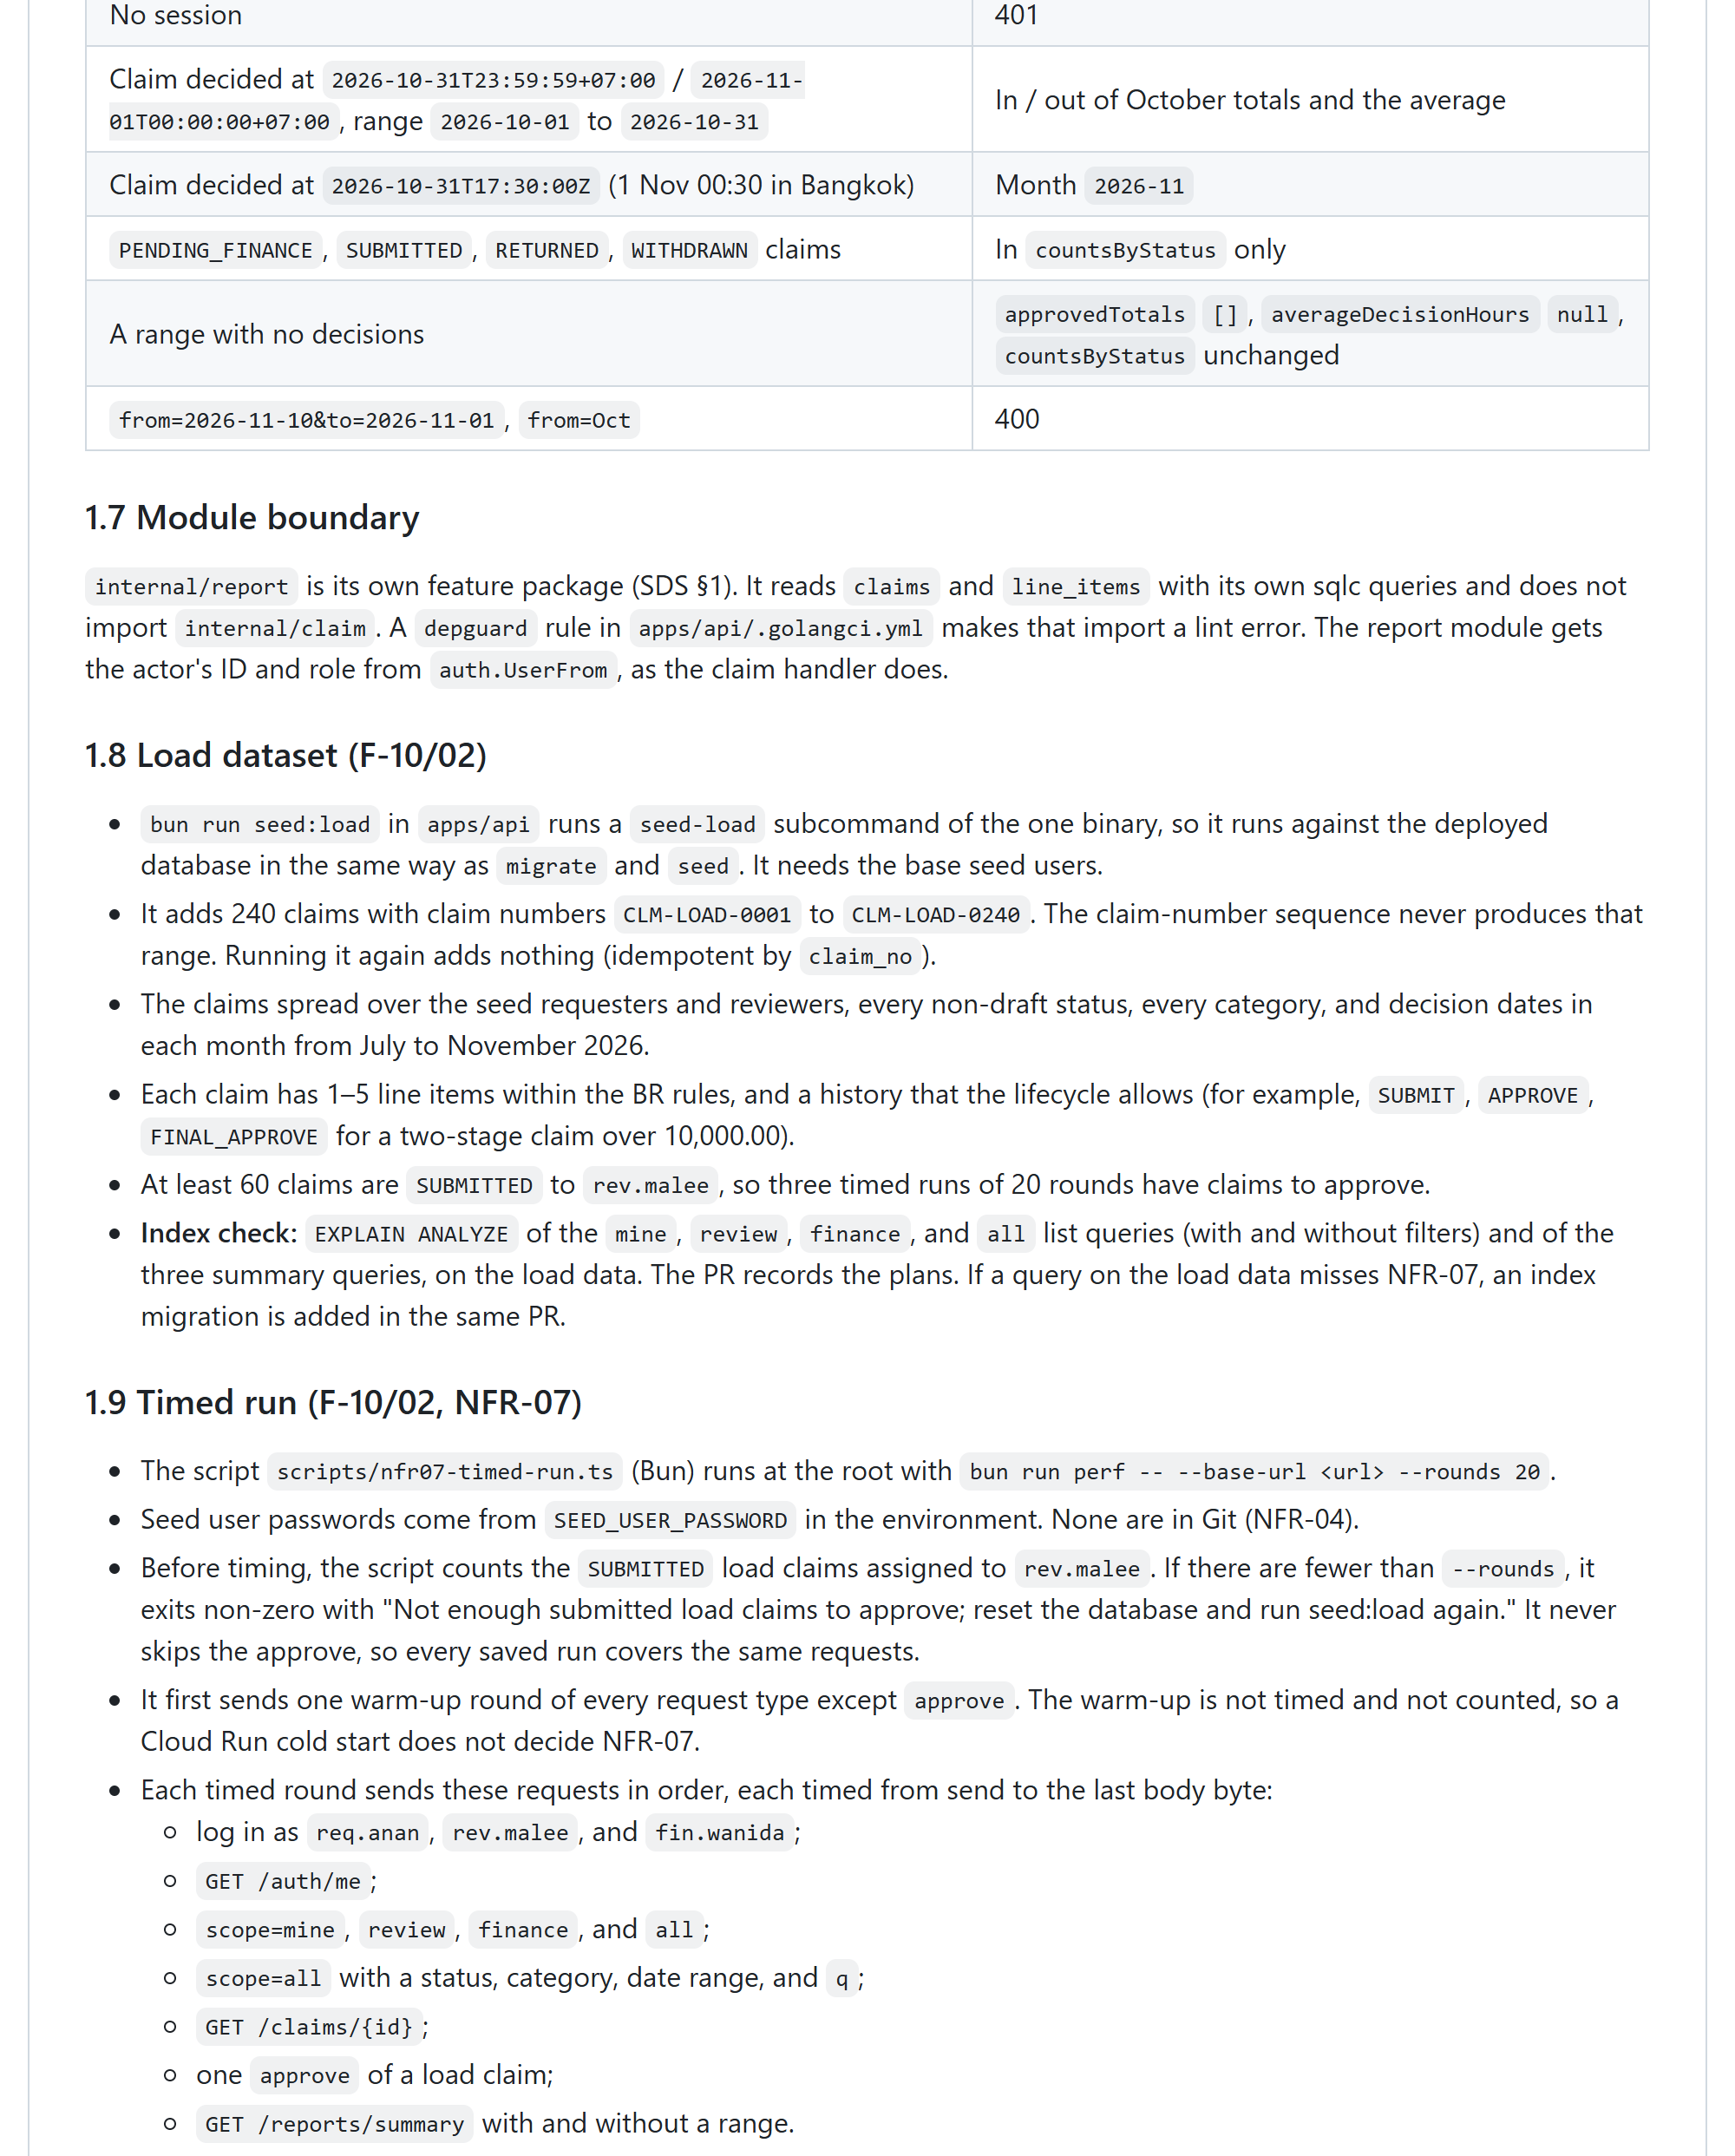 No session 401
Claim decided at 2026-10-31T23:59:59+07:00 / 2026-11-
01T00:00:00+07:00, range 2026-10-01 to 2026-10-31
In / out of October totals and the average
Claim decided at 2026-10-31T17:30:00Z (1 Nov 00:30 in Bangkok) Month 2026-11
PENDING_FINANCE, SUBMITTED, RETURNED, WITHDRAWN claims In countsByStatus only
A range with no decisions
approvedTotals [], averageDecisionHours null,
countsByStatus unchanged
from=2026-11-10&to=2026-11-01, from=Oct 400
1.7 Module boundary
internal/report is its own feature package (SDS §1). It reads claims and line_items with its own sqlc queries and does not
import internal/claim. A depguard rule in apps/api/.golangci.yml makes that import a lint error. The report module gets
the actor's ID and role from auth.UserFrom, as the claim handler does.
1.8 Load dataset (F-10/02)
• bun run seed:load in apps/api runs a seed-load subcommand of the one binary, so it runs against the deployed
database in the same way as migrate and seed. It needs the base seed users.
• It adds 240 claims with claim numbers CLM-LOAD-0001 to CLM-LOAD-0240. The claim-number sequence never produces that
range. Running it again adds nothing (idempotent by claim_no).
• The claims spread over the seed requesters and reviewers, every non-draft status, every category, and decision dates in
each month from July to November 2026.
• Each claim has 1–5 line items within the BR rules, and a history that the lifecycle allows (for example, SUBMIT, APPROVE,
FINAL_APPROVE for a two-stage claim over 10,000.00).
• At least 60 claims are SUBMITTED to rev.malee, so three timed runs of 20 rounds have claims to approve.
• Index check: EXPLAIN ANALYZE of the mine, review, finance, and all list queries (with and without filters) and of the
three summary queries, on the load data. The PR records the plans. If a query on the load data misses NFR-07, an index
migration is added in the same PR.
1.9 Timed run (F-10/02, NFR-07)
• The script scripts/nfr07-timed-run.ts (Bun) runs at the root with bun run perf -- --base-url <url> --rounds 20.
• Seed user passwords come from SEED_USER_PASSWORD in the environment. None are in Git (NFR-04).
• Before timing, the script counts the SUBMITTED load claims assigned to rev.malee. If there are fewer than --rounds, it
exits non-zero with "Not enough submitted load claims to approve; reset the database and run seed:load again." It never
skips the approve, so every saved run covers the same requests.
• It first sends one warm-up round of every request type except approve. The warm-up is not timed and not counted, so a
Cloud Run cold start does not decide NFR-07.
• Each timed round sends these requests in order, each timed from send to the last body byte:
○ log in as req.anan, rev.malee, and fin.wanida;
○ GET /auth/me;
○ scope=mine, review, finance, and all;
○ scope=all with a status, category, date range, and q;
○ GET /claims/{id};
○ one approve of a load claim;
○ GET /reports/summary with and without a range.